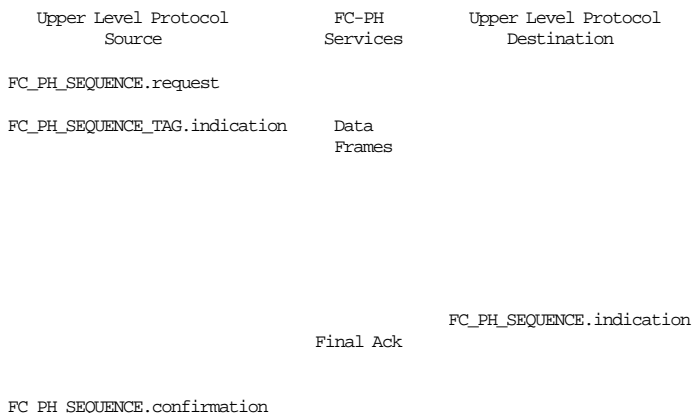 Upper Level Protocol FC-PH Upper Level Protocol
Source Services Destination
FC_PH_SEQUENCE.request
FC_PH_SEQUENCE_TAG.indication Data
Frames
FC_PH_SEQUENCE.indication
Final Ack
FC PH SEQUENCE.confirmation